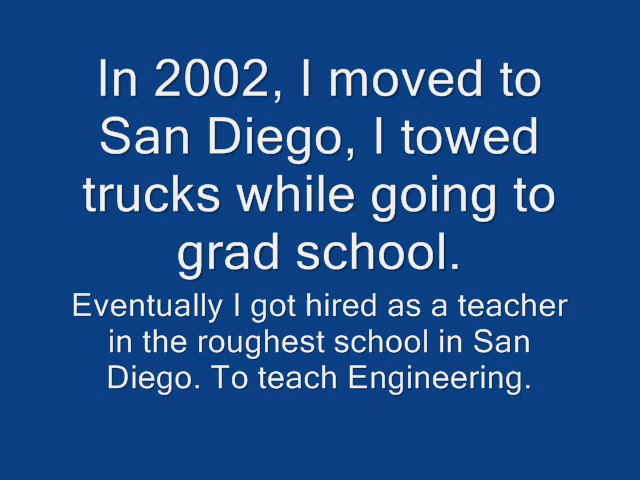 In 2002, I moved to
San Diego, I towed
trucks while going to
grad school.
Eventually I got hired as a teacher
in the roughest school in San
Diego. To teach Engineering.